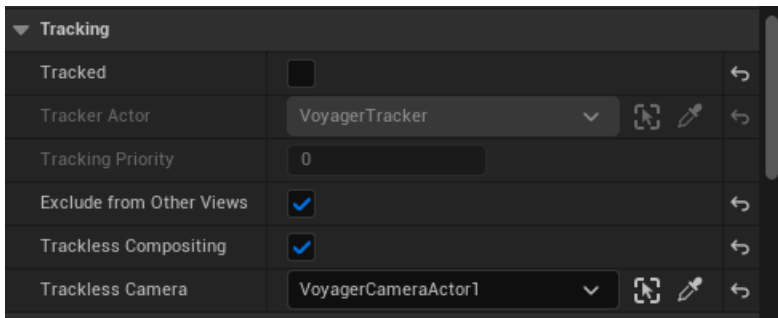 Tracking
Tracked
Tracker Actor VoyagerTracker
Tracking Priority 0
Exclude from Other Views
Trackless Compositing
Trackless Camera VoyagerCameraActor1